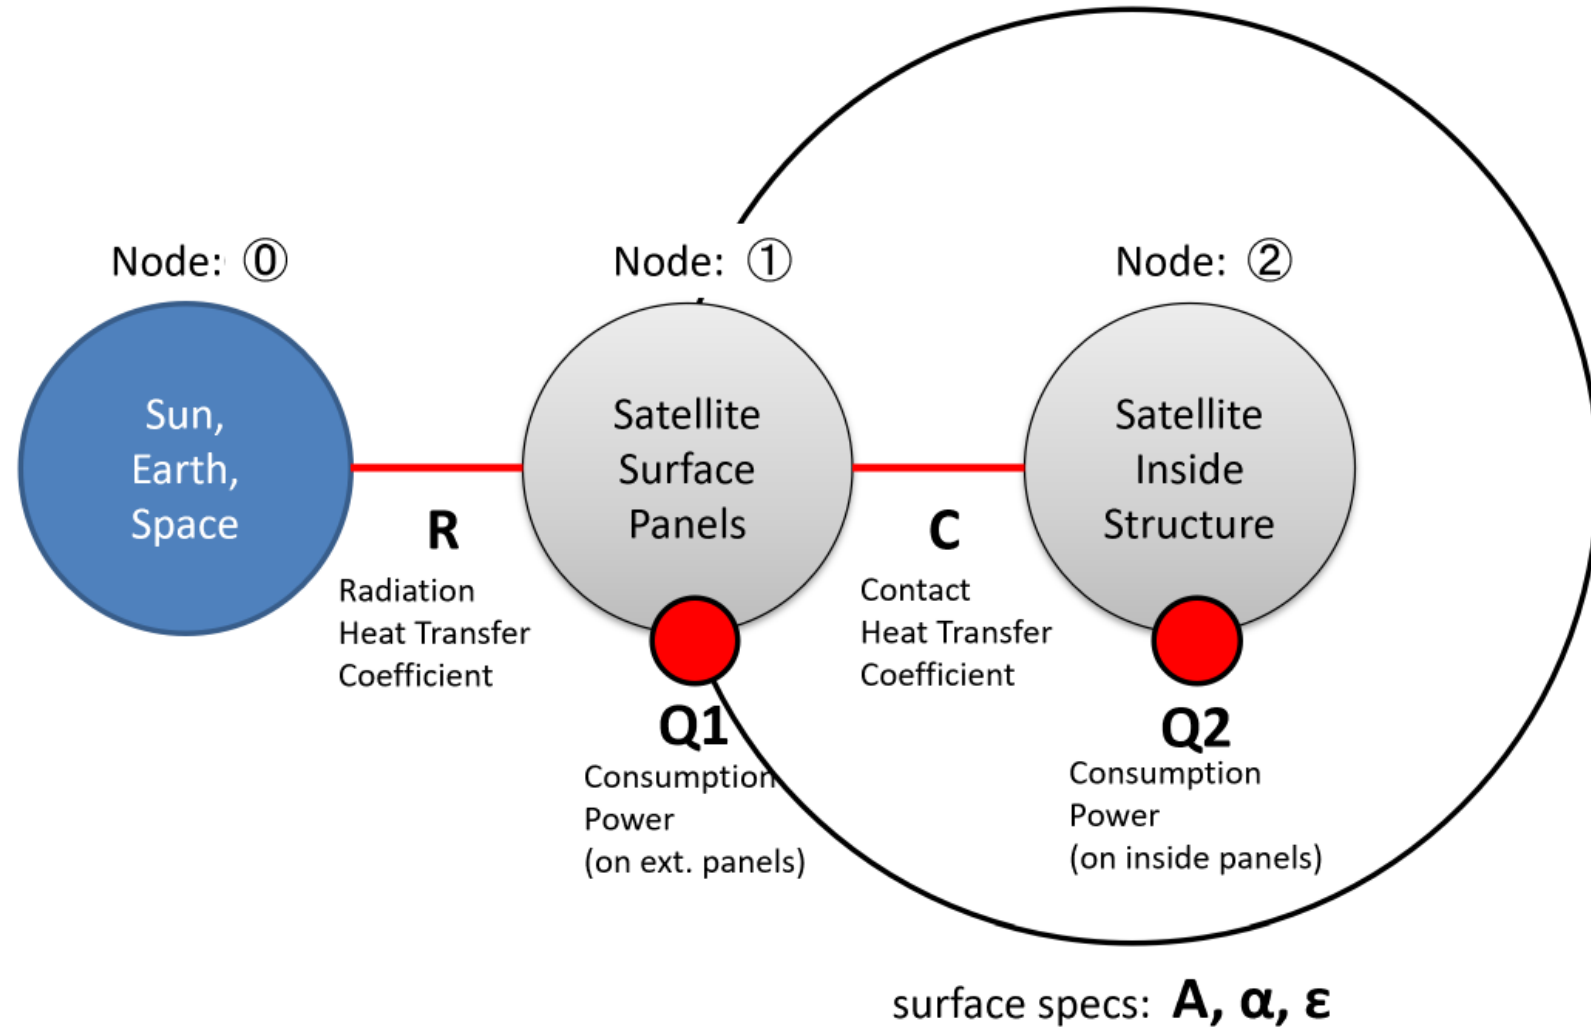 Node: ⓪
Node: ①
Node: ②
Sun,
Earth,
Space
Satellite
Surface
Panels
Satellite
Inside
Structure
R
Radiation
Heat Transfer
Coefficient
C
Contact
Heat Transfer
Coefficient
Q1
Consumption
Power
(on ext. panels)
Q2
Consumption
Power
(on inside panels)
surface specs: A, α, ε